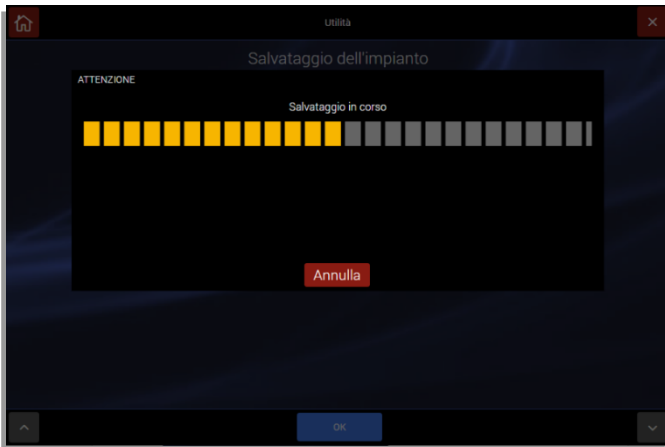 Utilità
Salvataggio dell'impianto
ATTENZIONE
Salvataggio in corso
Annulla
OK